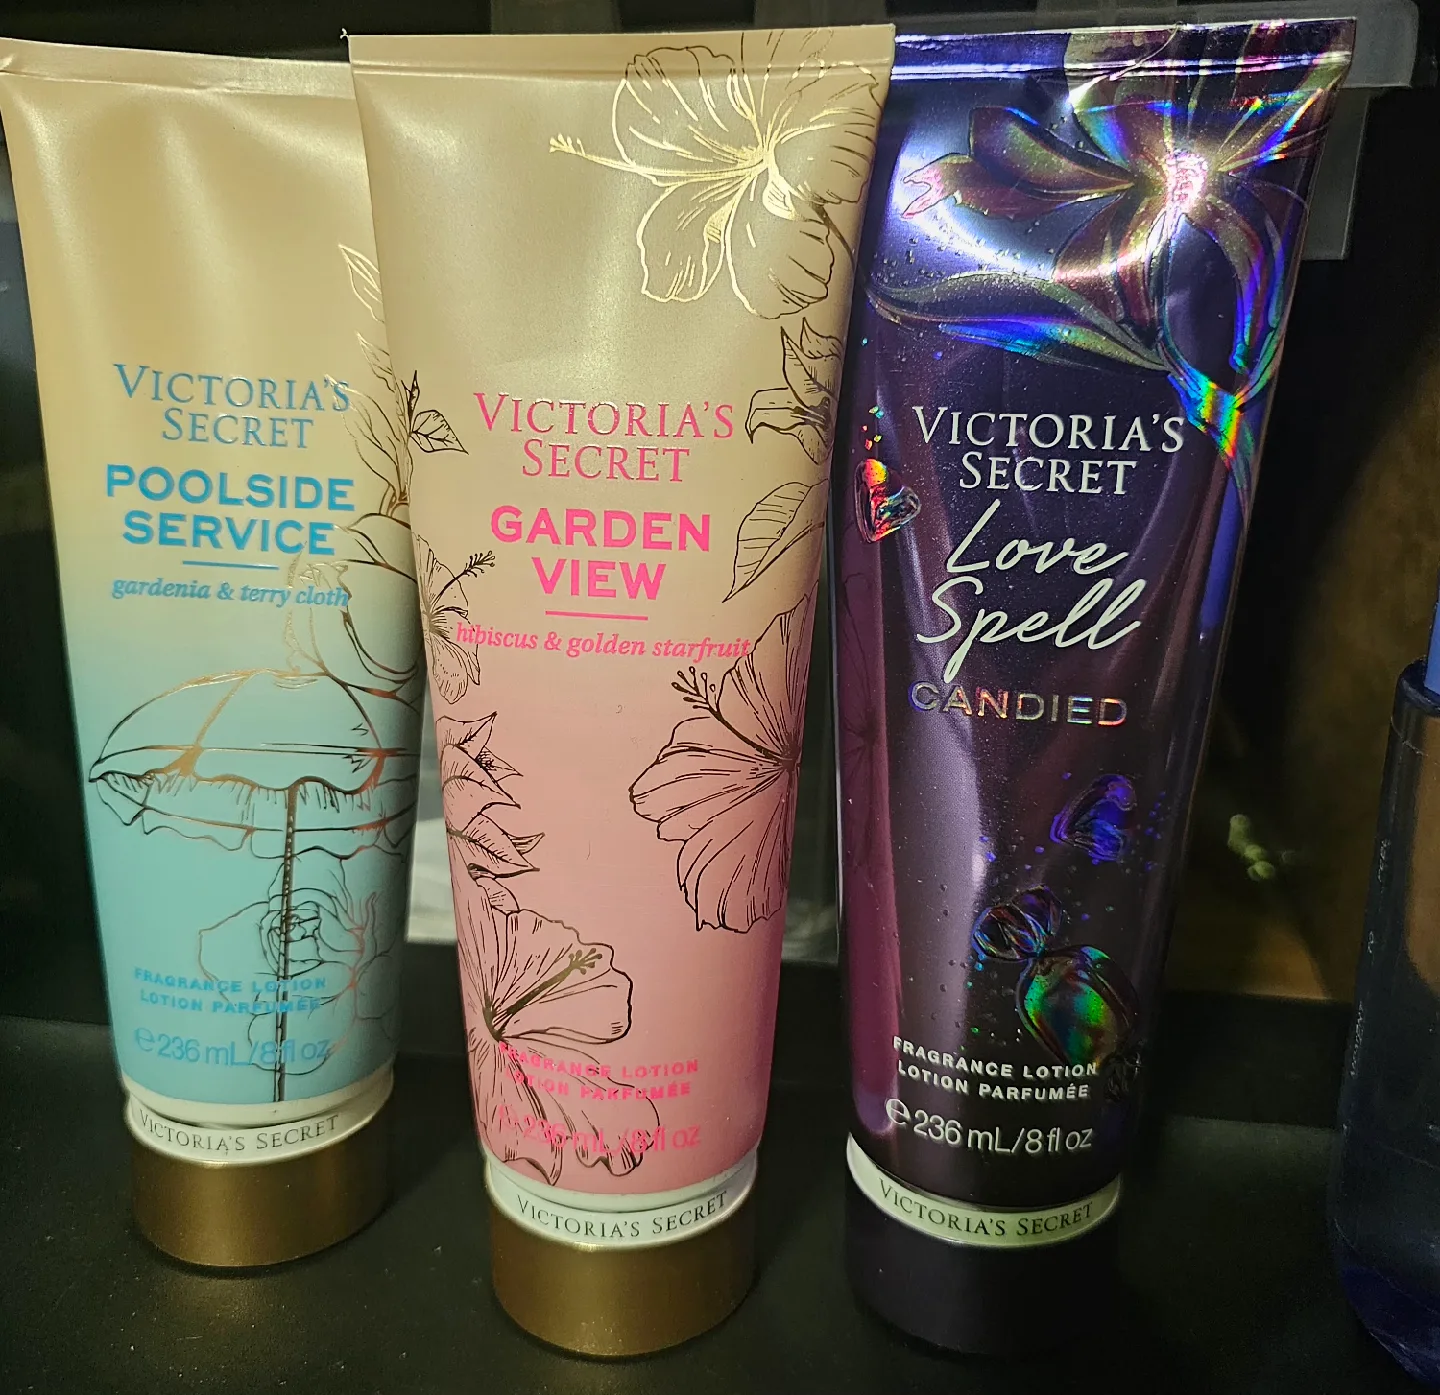 VICTORIA'S
SECRET
POOLSIDE
SERVICE
gardenia & terry cloth
FRAGRANCE LOTION
LOTION PARFUMÉE
℮ 236 mL/8 fl oz
VICTORIA'S SECRET
VICTORIA'S
SECRET
GARDEN
VIEW
hibiscus & golden starfruit
FRAGRANCE LOTION
LOTION PARFUMÉE
℮ 236 mL/8 fl oz
VICTORIA'S SECRET
VICTORIA'S
SECRET
Love
Spell
CANDIED
FRAGRANCE LOTION
LOTION PARFUMÉE
℮ 236 mL/8 fl oz
VICTORIA'S SECRET